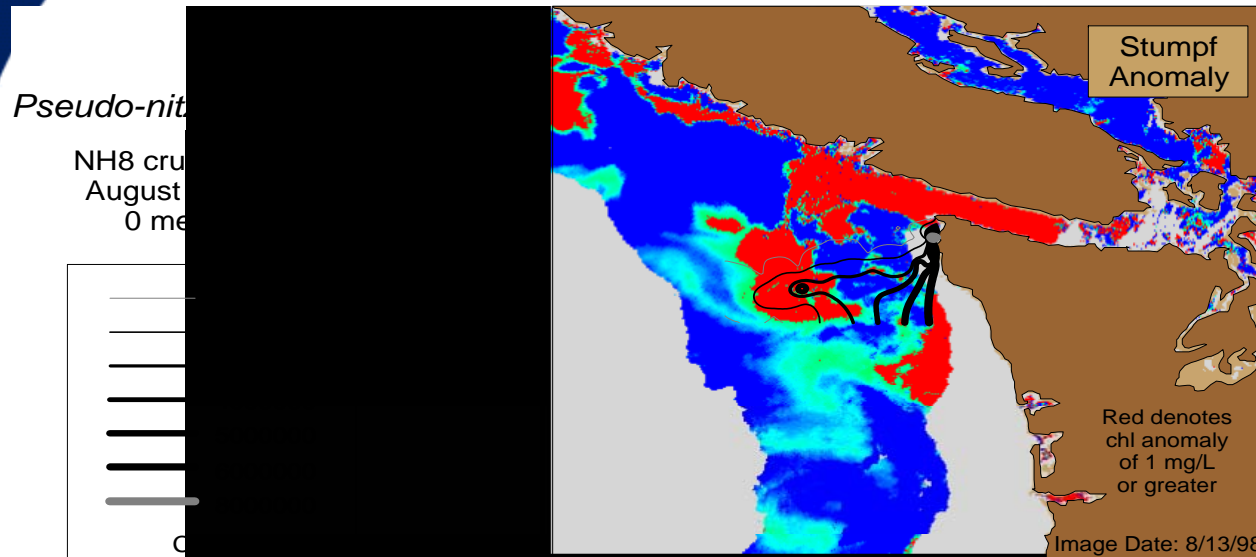 Pseudo-nit
NH8 cru
August
0 me
C
Stumpf
Anomaly
Red denotes
chl anomaly
of 1 mg/L
or greater
Image Date: 8/13/98